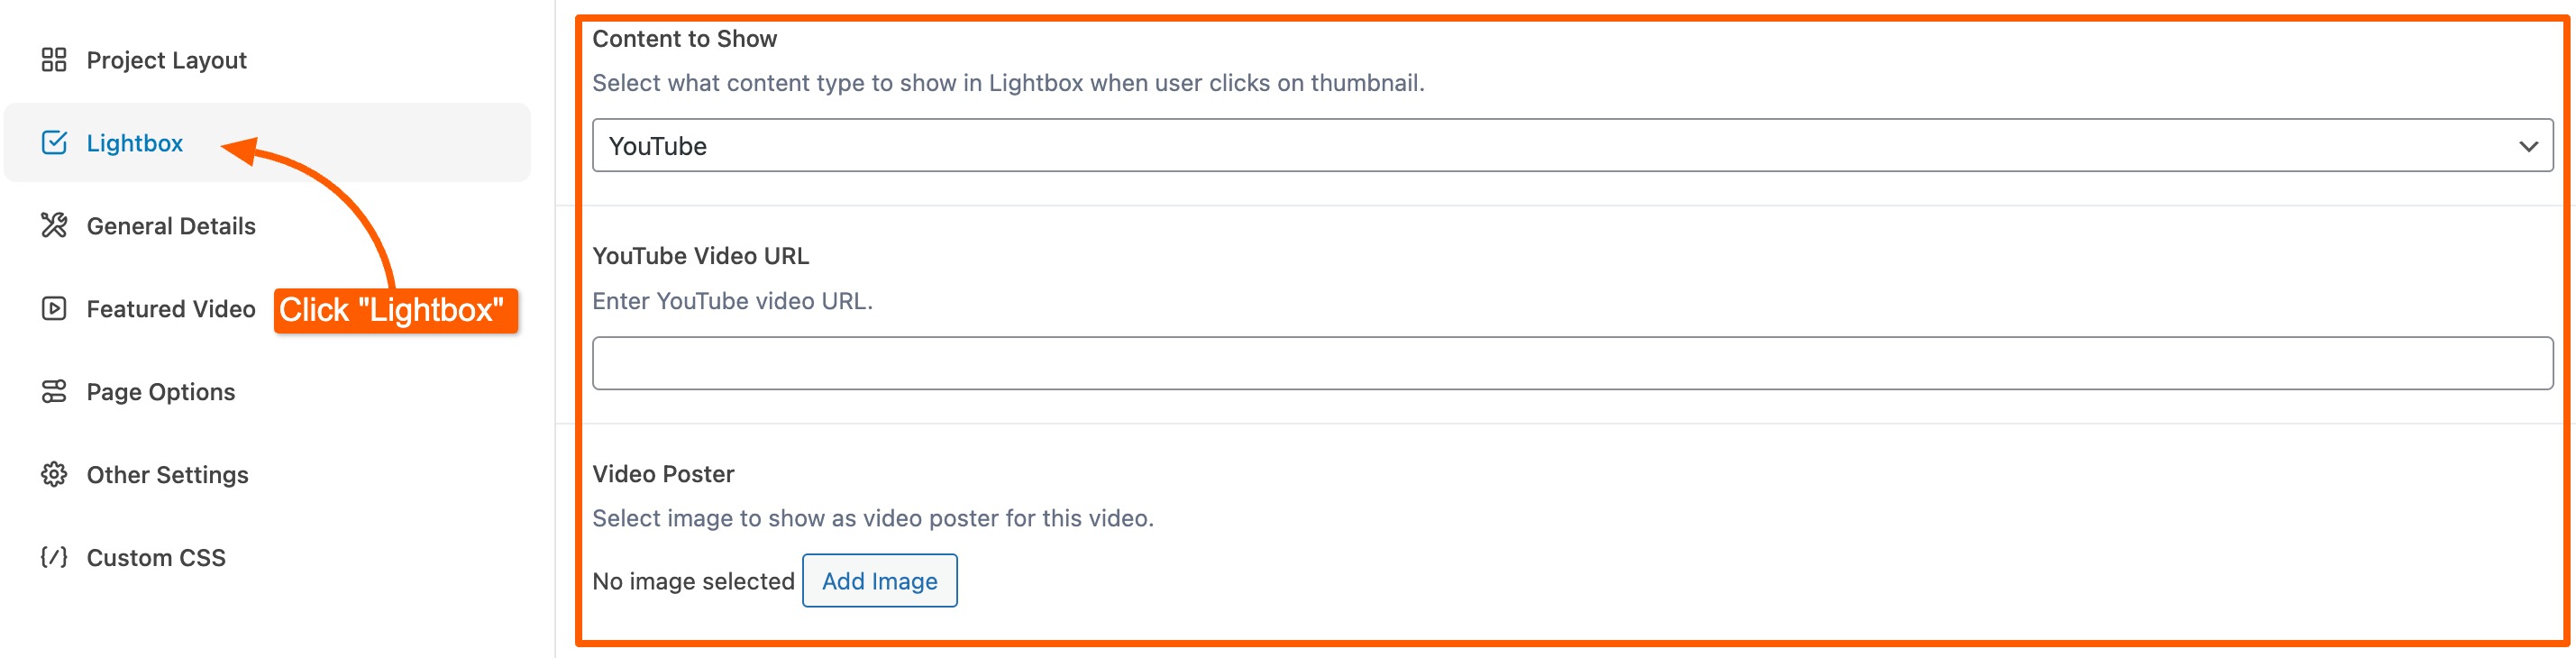 Project Layout
Lightbox
General Details
Featured Video
Click "Lightbox"
Page Options
Other Settings
Custom CSS
Content to Show
Select what content type to show in Lightbox when user clicks on thumbnail.
YouTube
YouTube Video URL
Enter YouTube video URL.
Video Poster
Select image to show as video poster for this video.
No image selected Add Image